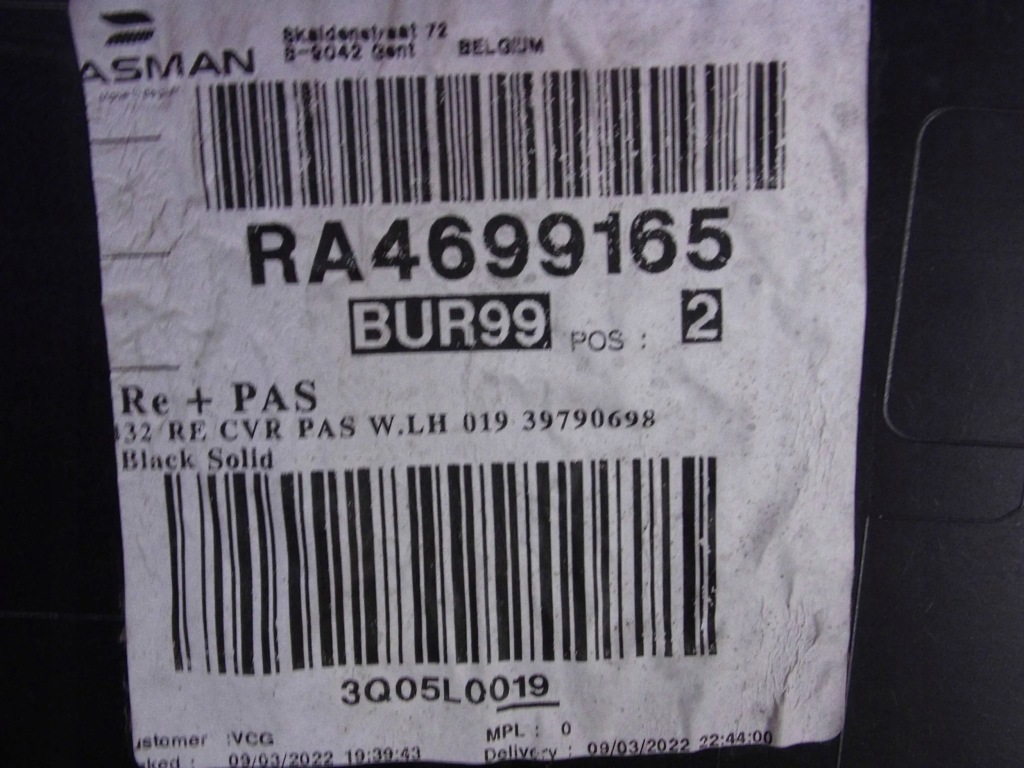 ASMAN
Skaldenstraat 72
B-9042 Gent BELGIUM
RA4699165
BUR99 POS : 2
Re + PAS
32 RE CVR PAS W.LH 019 39790698
Black Solid
3Q05L0019
ustomer :VCG MPL : 0
ked : 09/03/2022 19:39:43 Delivery : 09/03/2022 22:44:00